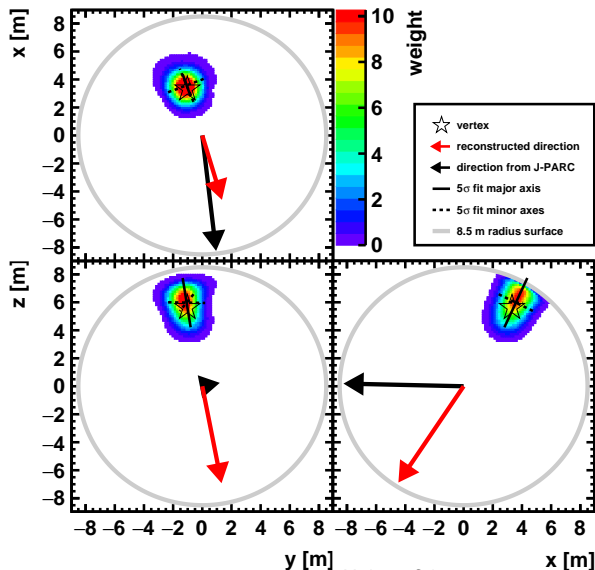 x [m]
8
6
4
2
0
−2
−4
−6
−8
10
8
6
4
2
0
weight
vertex
reconstructed direction
direction from J-PARC
5σ fit major axis
5σ fit minor axes
8.5 m radius surface
z [m]
8
6
4
2
0
−2
−4
−6
−8
−8 −6 −4 −2 0 2 4 6 8
−8 −6 −4 −2 0 2 4 6 8
y [m]
x [m]